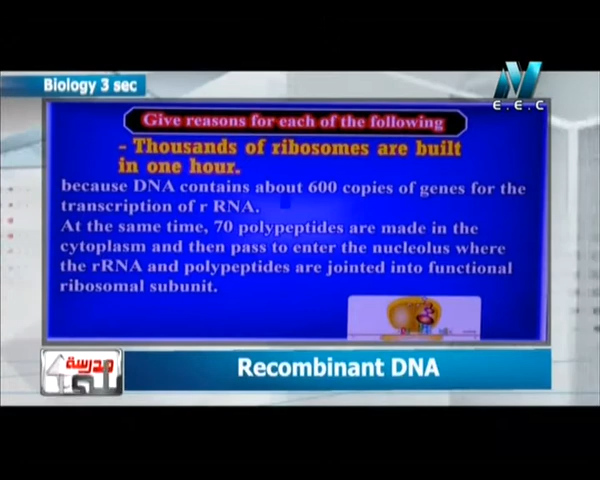 Biology 3 sec
E.E.C
Give reasons for each of the following
- Thousands of ribosomes are built
in one hour.
because DNA contains about 600 copies of genes for the
transcription of r RNA.
At the same time, 70 polypeptides are made in the
cytoplasm and then pass to enter the nucleolus where
the rRNA and polypeptides are jointed into functional
ribosomal subunit.
مدرسة
Recombinant DNA